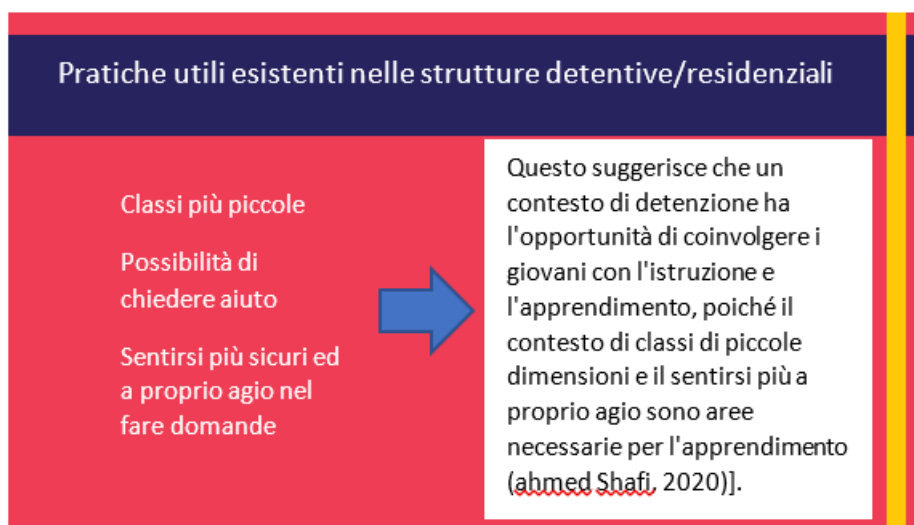 Pratiche utili esistenti nelle strutture detentive/residenziali
Classi più piccole
Possibilità di
chiedere aiuto
Sentirsi più sicuri ed
a proprio agio nel
fare domande
Questo suggerisce che un
contesto di detenzione ha
l'opportunità di coinvolgere i
giovani con l'istruzione e
l'apprendimento, poiché il
contesto di classi di piccole
dimensioni e il sentirsi più a
proprio agio sono aree
necessarie per l'apprendimento
(ahmed Shafi, 2020)].